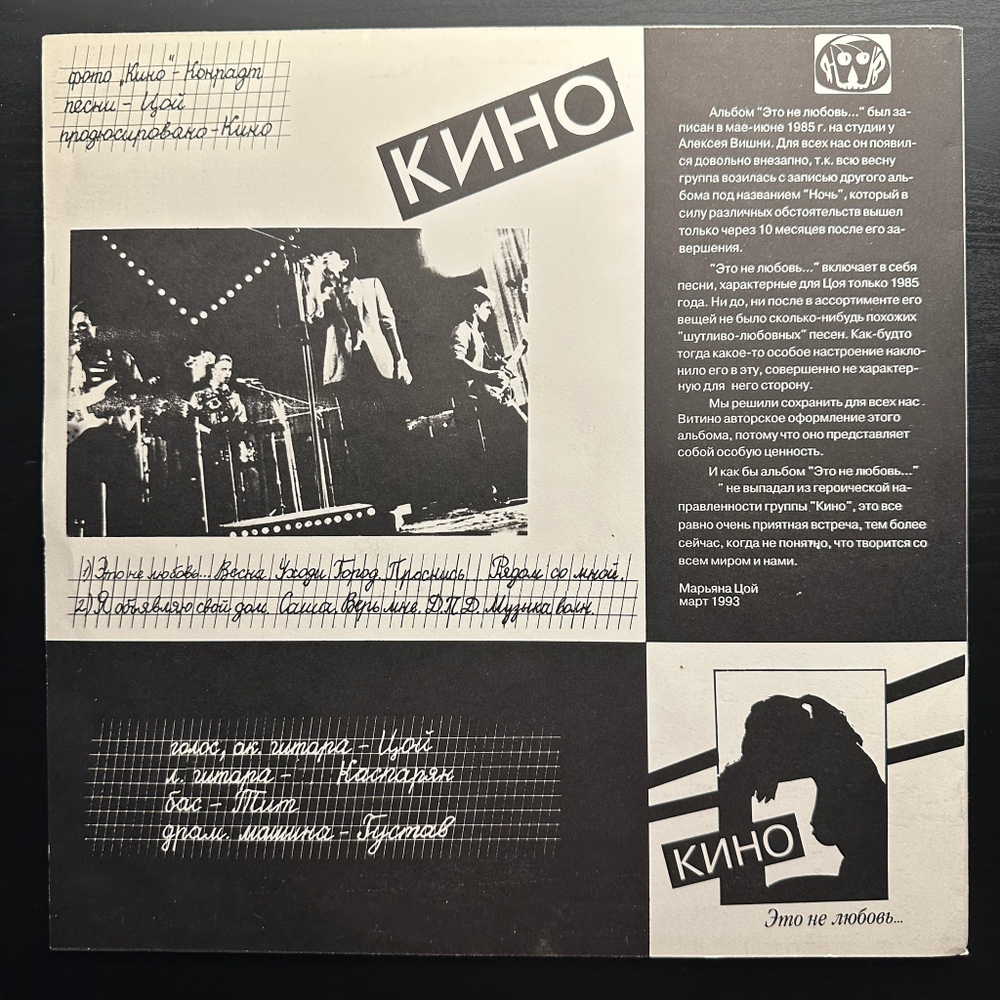 фото „Кино" - Конрадт
песни - Цой
продюсировано - Кино
КИНО
Альбом "Это не любовь..." был за-
писан в мае-июне 1985 г. на студии у
Алексея Вишни. Для всех нас он появил-
ся довольно внезапно, т.к. всю весну
группа возилась с записью другого аль-
бома под названием "Ночь", который в
силу различных обстоятельств вышел
только через 10 месяцев после его за-
вершения.
"Это не любовь..." включает в себя
песни, характерные для Цоя только 1985
года. Ни до, ни после в ассортименте его
вещей не было сколько-нибудь похожих
"шутливо-любовных" песен. Как-будто
тогда какое-то особое настроение накло-
нило его в эту, совершенно не характер-
ную для него сторону.
Мы решили сохранить для всех нас
Витино авторское оформление этого
альбома, потому что оно представляет
собой особую ценность.
И как бы альбом "Это не любовь..."
" не выпадал из героической на-
правленности группы "Кино", это все
равно очень приятная встреча, тем более
сейчас, когда не понятно, что творится со
всем миром и нами.
Марьяна Цой
март 1993
1) Это не любовь... Весна. Уходи. Город. Проснись. Рядом со мной.
2) Я объявляю свой дом. Саша. Верь мне. Д.П.Д. Музыка волн.
голос, ак. гитара - Цой
л. гитара - Каспарян
бас - Тит
драм. машина - Густав
КИНО
Это не любовь...